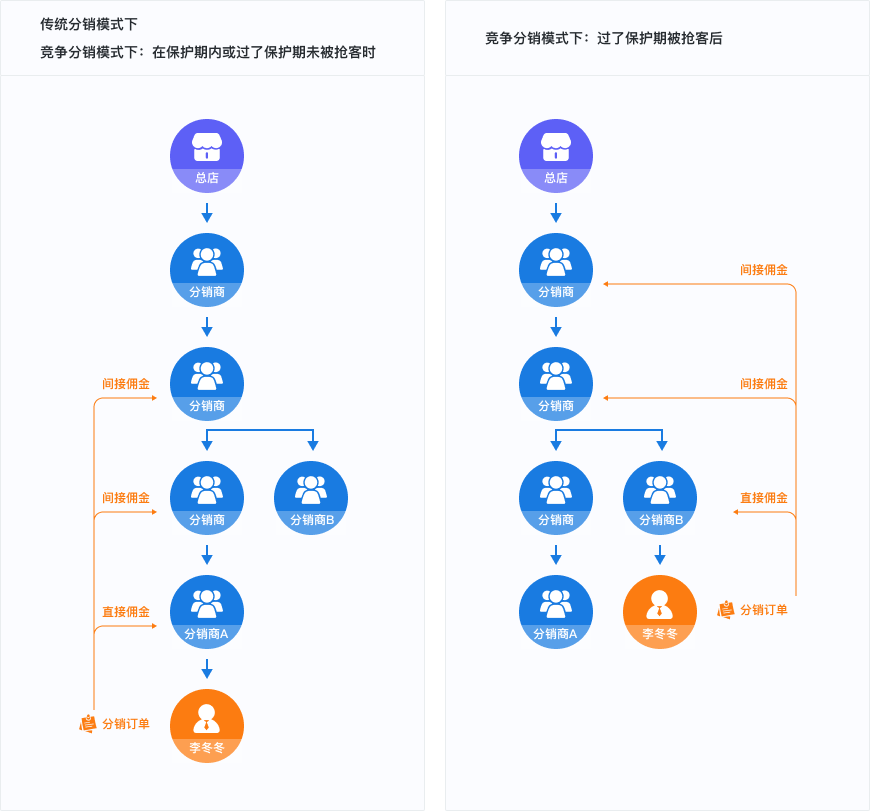 传统分销模式下
竞争分销模式下：在保护期内或过了保护期未被抢客时
总店
分销商
间接佣金
分销商
间接佣金
分销商
分销商B
直接佣金
分销商A
分销订单
李冬冬
竞争分销模式下：过了保护期被抢客后
总店
间接佣金
分销商
间接佣金
分销商
直接佣金
分销商
分销商B
分销商A
李冬冬
分销订单